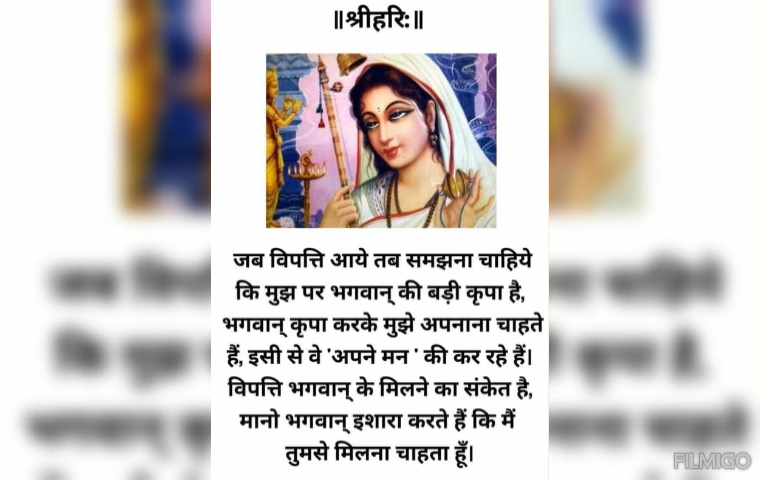 ॥श्रीहरि:॥
जब विपत्ति आये तब समझना चाहिये
कि मुझ पर भगवान् की बड़ी कृपा है,
भगवान् कृपा करके मुझे अपनाना चाहते
हैं, इसी से वे 'अपने मन ' की कर रहे हैं।
विपत्ति भगवान् के मिलने का संकेत है,
मानो भगवान् इशारा करते हैं कि मैं
तुमसे मिलना चाहता हूँ।
FILMIGO